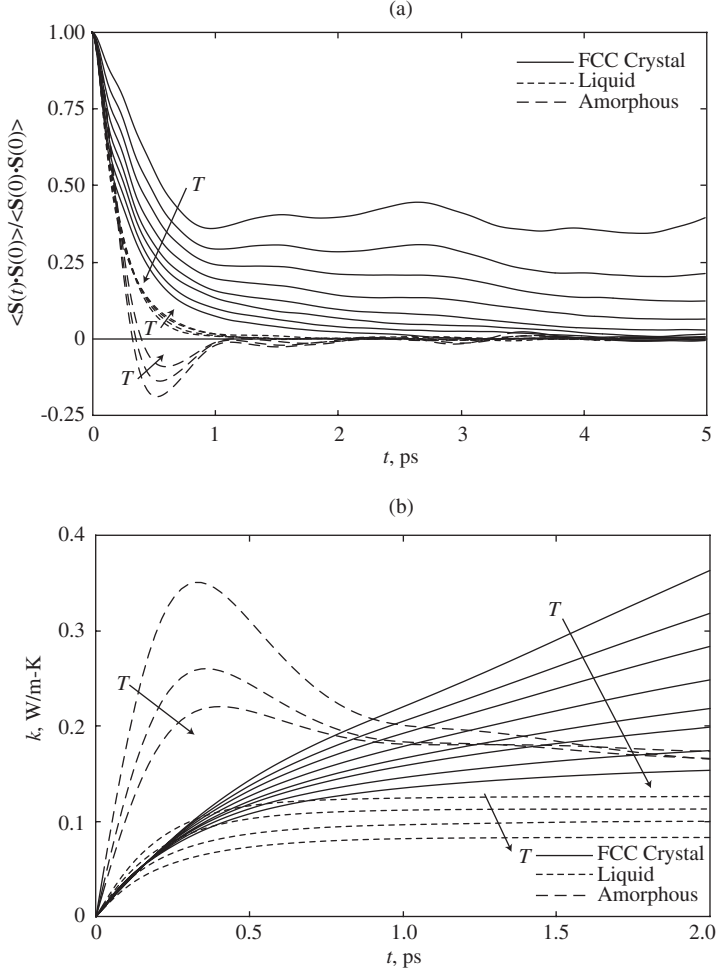 (a)
1.00
0.75
0.50
0.25
0
-0.25
<S(t)·S(0)>/<S(0)·S(0)>
FCC Crystal
Liquid
Amorphous
T
T
T
0 1 2 3 4 5
t, ps
(b)
0.4
0.3
0.2
0.1
0
k, W/m-K
T
T
T
FCC Crystal
Liquid
Amorphous
0 0.5 1.0 1.5 2.0
t, ps